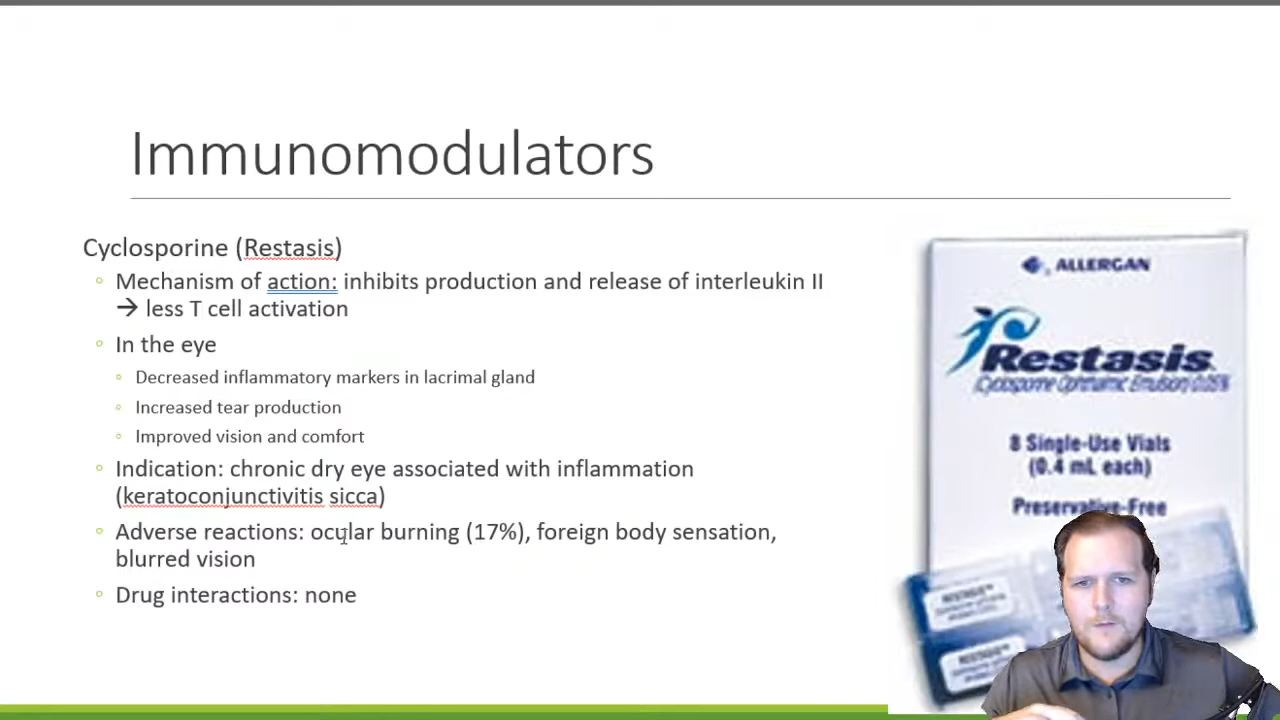 Immunomodulators
Cyclosporine (Restasis)
Mechanism of action: inhibits production and release of interleukin II
→ less T cell activation
In the eye
Decreased inflammatory markers in lacrimal gland
Increased tear production
Improved vision and comfort
Indication: chronic dry eye associated with inflammation
(keratoconjunctivitis sicca)
Adverse reactions: ocular burning (17%), foreign body sensation,
blurred vision
Drug interactions: none
ALLERGAN
Restasis
(Cyclosporine Ophthalmic Emulsion) 0.05%
8 Single-Use Vials
(0.4 mL each)
Preservative-Free
RESTASIS™
RESTASIS™